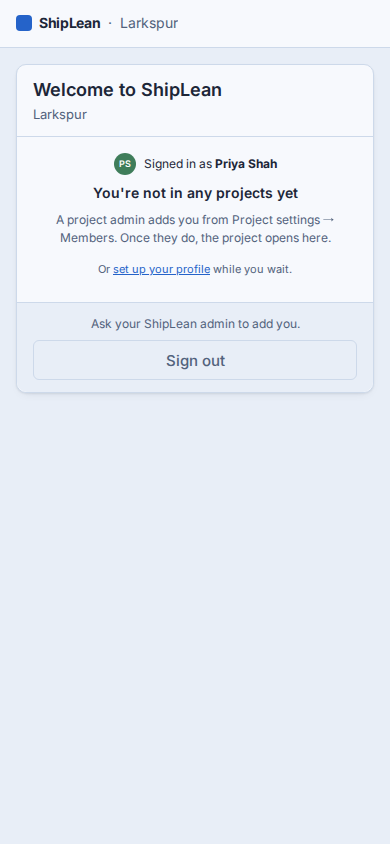 ShipLean · Larkspur
Welcome to ShipLean
Larkspur
PS Signed in as Priya Shah
You're not in any projects yet
A project admin adds you from Project settings →
Members. Once they do, the project opens here.
Or set up your profile while you wait.
Ask your ShipLean admin to add you.
Sign out